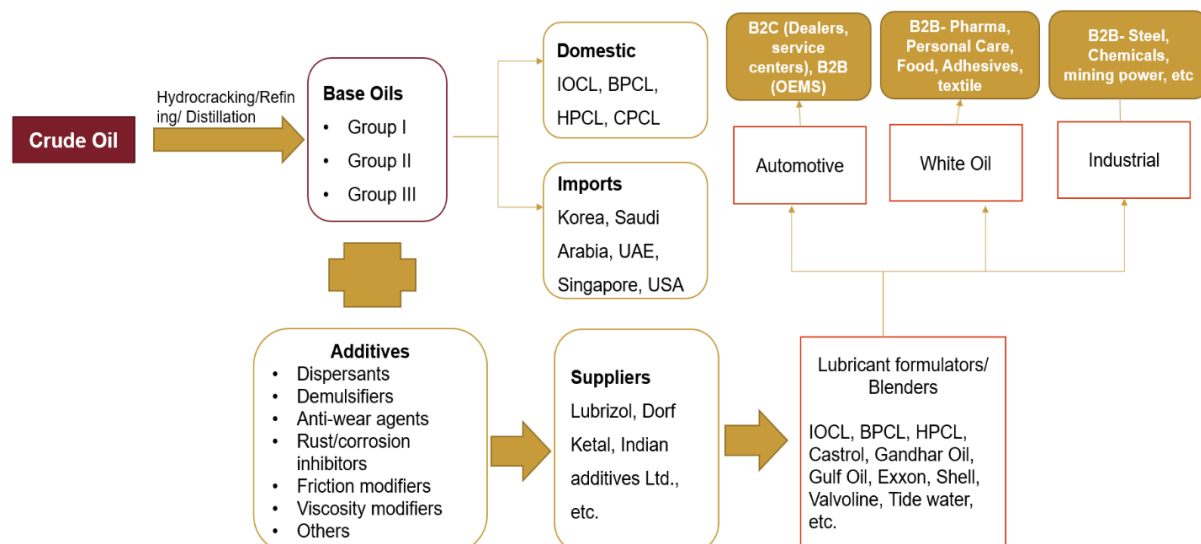 Crude Oil
Hydrocracking/Refin
ing/ Distillation
Base Oils
• Group I
• Group II
• Group III
Domestic
IOCL, BPCL,
HPCL, CPCL
Imports
Korea, Saudi
Arabia, UAE,
Singapore, USA
B2C (Dealers,
service
centers), B2B
(OEMS)
B2B- Pharma,
Personal Care,
Food, Adhesives,
textile
B2B- Steel,
Chemicals,
mining power, etc
Automotive
White Oil
Industrial
Additives
• Dispersants
• Demulsifiers
• Anti-wear agents
• Rust/corrosion
inhibitors
• Friction modifiers
• Viscosity modifiers
• Others
Suppliers
Lubrizol, Dorf
Ketal, Indian
additives Ltd.,
etc.
Lubricant formulators/
Blenders
IOCL, BPCL, HPCL,
Castrol, Gandhar Oil,
Gulf Oil, Exxon, Shell,
Valvoline, Tide water,
etc.